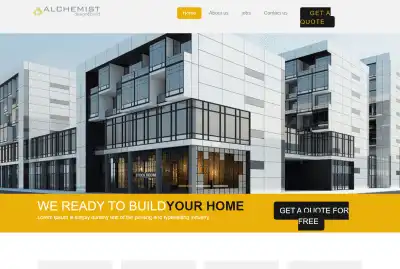 ALCHEMIST
Home
About us
jobs
Contact us
GET A QUOTE
WE READY TO BUILD YOUR HOME
Lorem Ipsum is simply dummy text of the printing and typesetting industry
GET A QUOTE FOR
FREE